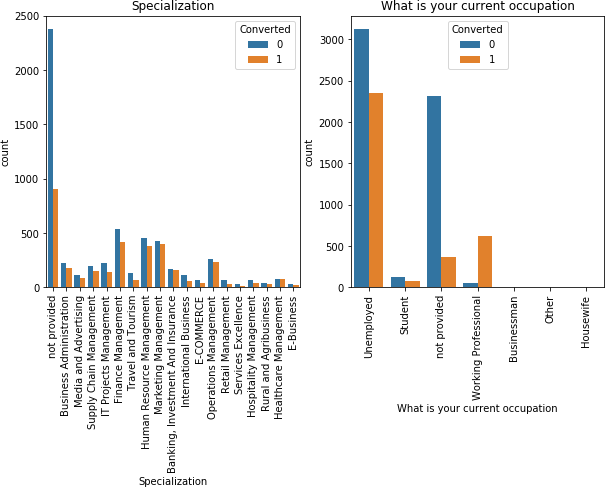 Specialization
2500
2000
1500
1000
500
0
count
Converted
0
1
not provided
Business Administration
Media and Advertising
Supply Chain Management
IT Projects Management
Finance Management
Travel and Tourism
Human Resource Management
Marketing Management
Banking, Investment And Insurance
International Business
E-COMMERCE
Operations Management
Retail Management
Services Excellence
Hospitality Management
Rural and Agribusiness
Healthcare Management
E-Business
Specialization
What is your current occupation
3000
2500
2000
1500
1000
500
0
count
Converted
0
1
Unemployed
Student
not provided
Working Professional
Businessman
Other
Housewife
What is your current occupation